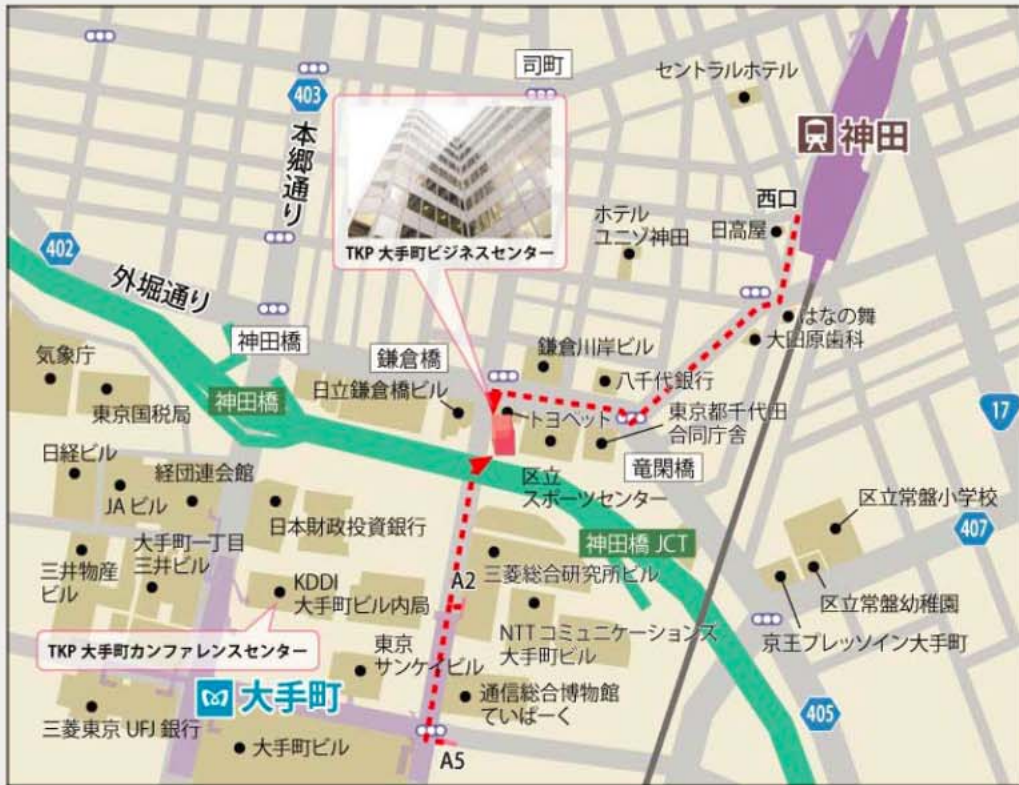 司町
セントラルホテル
403
本郷通り
神田
西口
日高屋
ホテル
ユニゾ神田
TKP 大手町ビジネスセンター
402
外堀通り
はなの舞
大田原歯科
神田橋
鎌倉橋
鎌倉川岸ビル
気象庁
東京国税局
神田橋
日立鎌倉橋ビル
八千代銀行
トヨペット
東京都千代田
合同庁舎
17
竜閑橋
日経ビル
経団連会館
JA ビル
区立
スポーツセンター
区立常盤小学校
407
日本財政投資銀行
大手町一丁目
三井ビル
神田橋 JCT
三井物産
ビル
KDDI
大手町ビル内局
A2
三菱総合研究所ビル
区立常盤幼稚園
京王プレッソイン大手町
TKP 大手町カンファレンスセンター
東京
サンケイビル
NTT コミュニケーションズ
大手町ビル
大手町
通信総合博物館
ていぱーく
405
三菱東京 UFJ 銀行
大手町ビル
A5